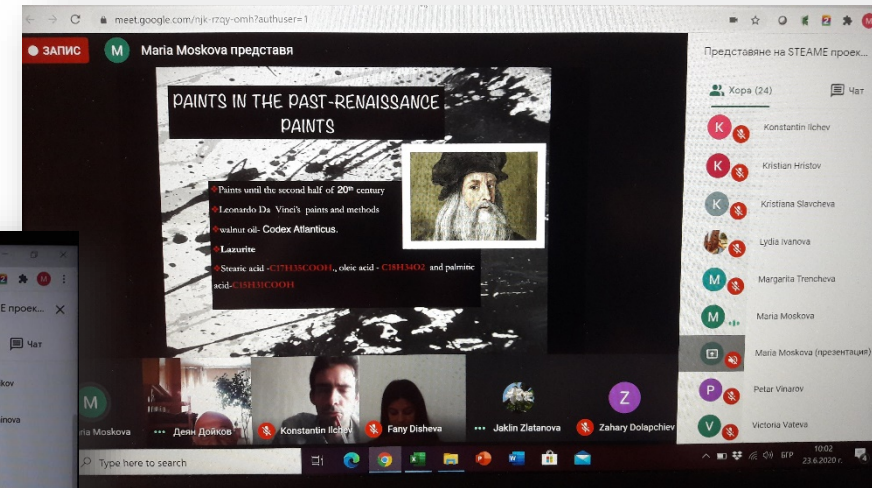 meet.google.com/njk-rzqy-omh?authuser=1
ЗАПИС
M
Maria Moskova представя
Представяне на STEAME проек...
Хора (24)
Чат
PAINTS IN THE PAST-RENAISSANCE
PAINTS
Paints until the second half of 20th century
Leonardo Da Vinci's paints and methods
walnut oil- Codex Atlanticus.
Lazurite
Stearic acid -C17H35COOH., oleic acid - C18H34O2 and palmitic
acid-C15H31COOH
K
Konstantin Ilchev
K
Kristian Hristov
K
Kristiana Slavcheva
Lydia Ivanova
M
Margarita Trencheva
M
Maria Moskova
Maria Moskova (презентация)
P
Petar Vinarov
V
Victoria Vateva
M
ria Moskova
Деян Дойков
Konstantin Ilchev
Fany Disheva
Jaklin Zlatanova
Z
Zahary Dolapchiev
Type here to search
БГР
10:02
23.6.2020 г.
M
Е проек...
Чат
kov
inova